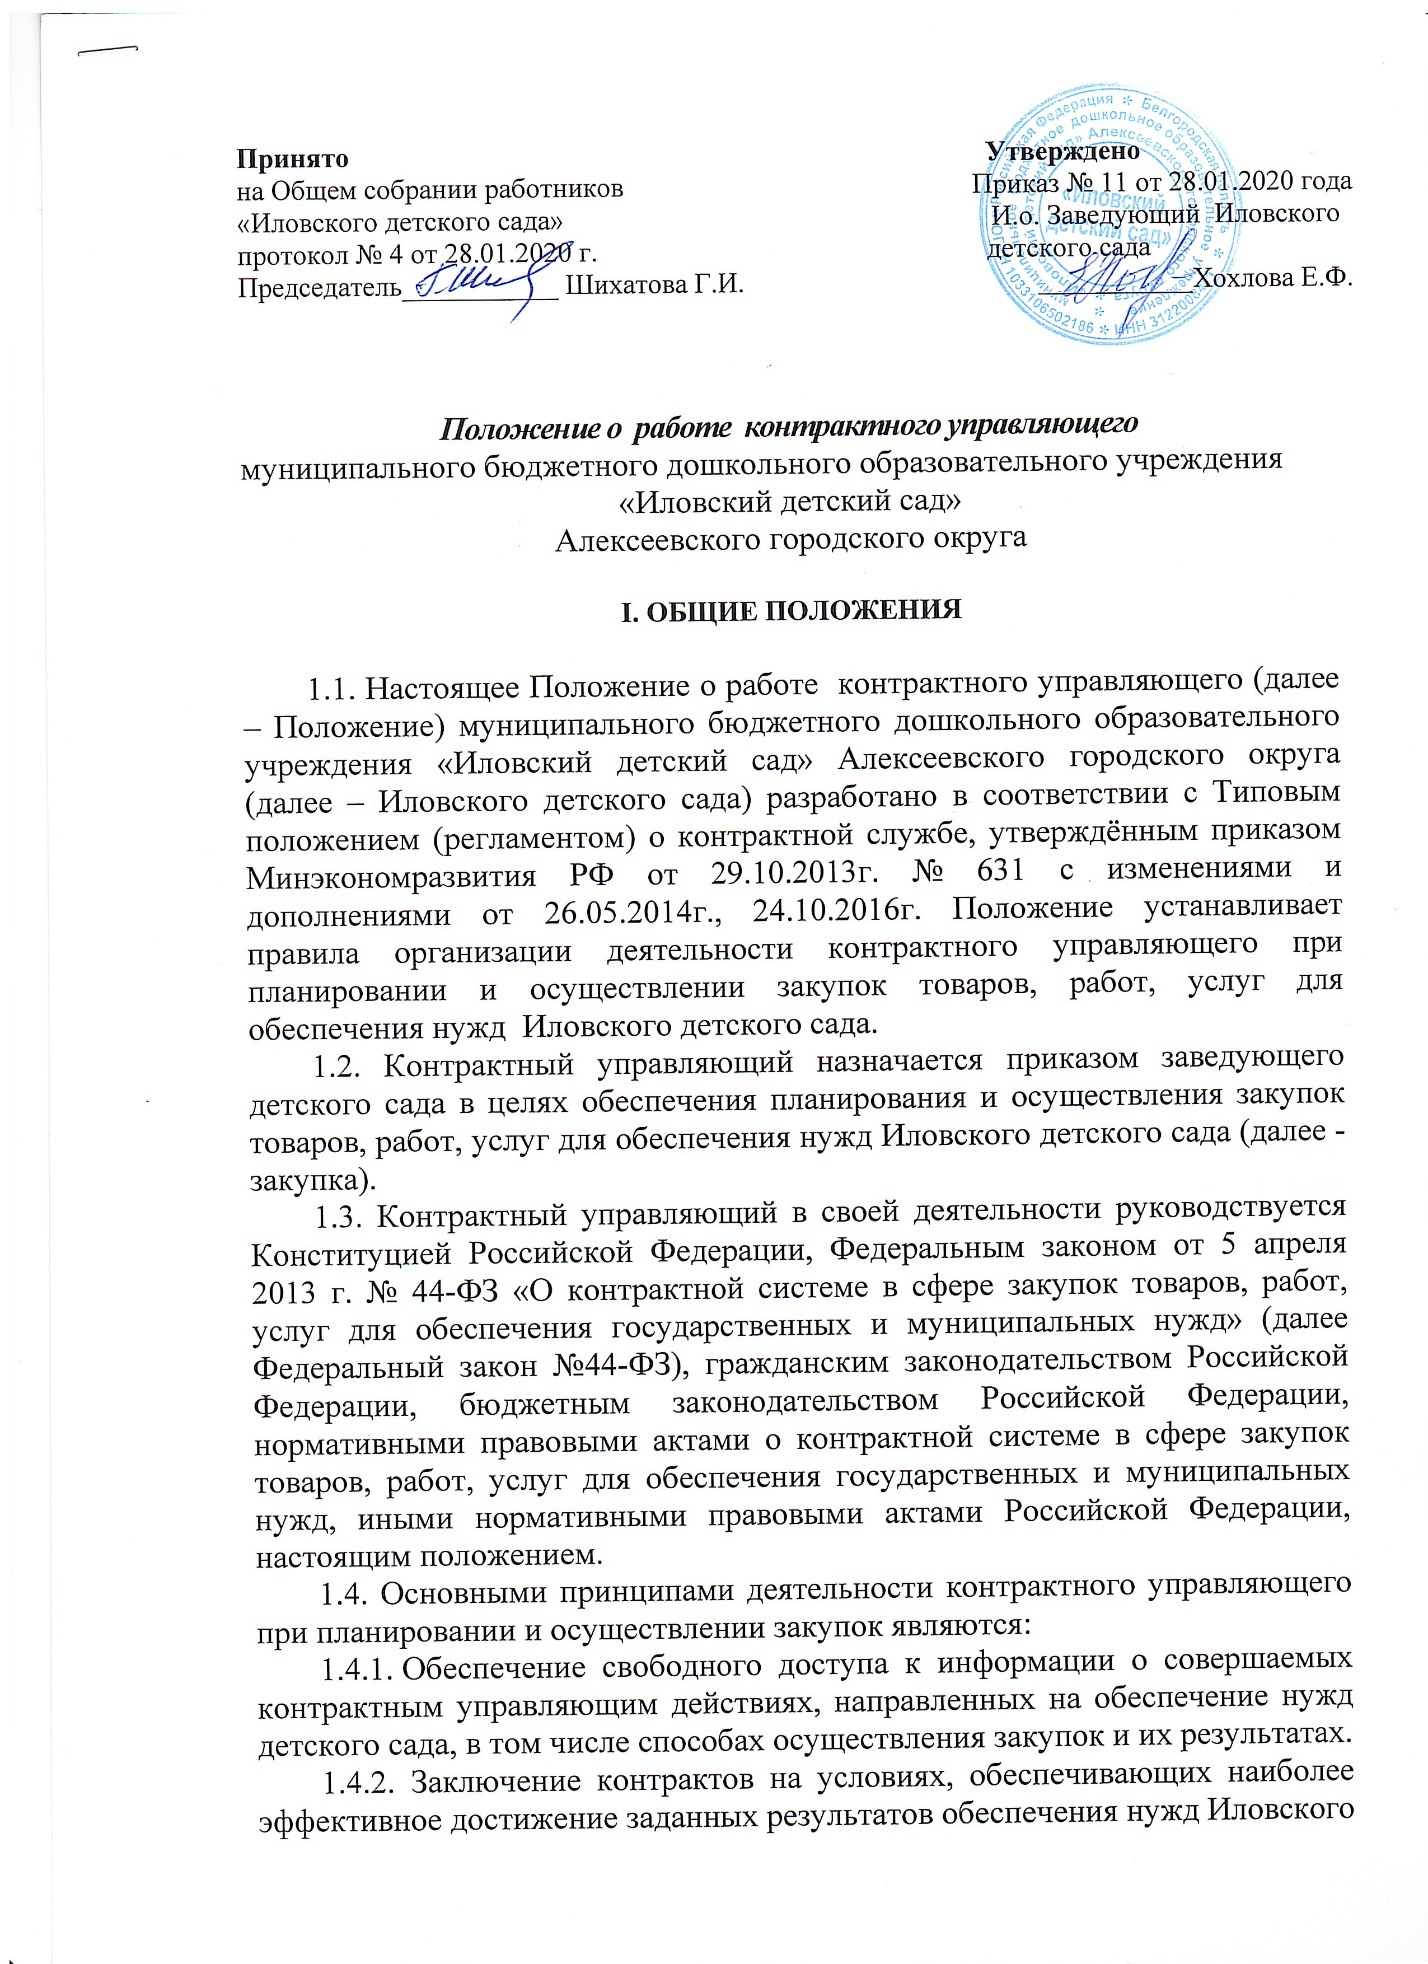 Принято
на Общем собрании работников
«Иловского детского сада»
протокол № 4 от 28.01.2020 г.
Председатель____________ Шихатова Г.И.
Утверждено
Приказ № 11 от 28.01.2020 года
И.о. Заведующий Иловского
детского сада
____________Хохлова Е.Ф.
«Иловский
детский сад»
Положение о работе контрактного управляющего
муниципального бюджетного дошкольного образовательного учреждения
«Иловский детский сад»
Алексеевского городского округа
I. ОБЩИЕ ПОЛОЖЕНИЯ
1.1. Настоящее Положение о работе контрактного управляющего (далее
– Положение) муниципального бюджетного дошкольного образовательного
учреждения «Иловский детский сад» Алексеевского городского округа
(далее – Иловского детского сада) разработано в соответствии с Типовым
положением (регламентом) о контрактной службе, утверждённым приказом
Минэкономразвития РФ от 29.10.2013г. № 631 с изменениями и
дополнениями от 26.05.2014г., 24.10.2016г. Положение устанавливает
правила организации деятельности контрактного управляющего при
планировании и осуществлении закупок товаров, работ, услуг для
обеспечения нужд Иловского детского сада.
1.2. Контрактный управляющий назначается приказом заведующего
детского сада в целях обеспечения планирования и осуществления закупок
товаров, работ, услуг для обеспечения нужд Иловского детского сада (далее -
закупка).
1.3. Контрактный управляющий в своей деятельности руководствуется
Конституцией Российской Федерации, Федеральным законом от 5 апреля
2013 г. № 44-ФЗ «О контрактной системе в сфере закупок товаров, работ,
услуг для обеспечения государственных и муниципальных нужд» (далее
Федеральный закон №44-ФЗ), гражданским законодательством Российской
Федерации, бюджетным законодательством Российской Федерации,
нормативными правовыми актами о контрактной системе в сфере закупок
товаров, работ, услуг для обеспечения государственных и муниципальных
нужд, иными нормативными правовыми актами Российской Федерации,
настоящим положением.
1.4. Основными принципами деятельности контрактного управляющего
при планировании и осуществлении закупок являются:
1.4.1. Обеспечение свободного доступа к информации о совершаемых
контрактным управляющим действиях, направленных на обеспечение нужд
детского сада, в том числе способах осуществления закупок и их результатах.
1.4.2. Заключение контрактов на условиях, обеспечивающих наиболее
эффективное достижение заданных результатов обеспечения нужд Иловского